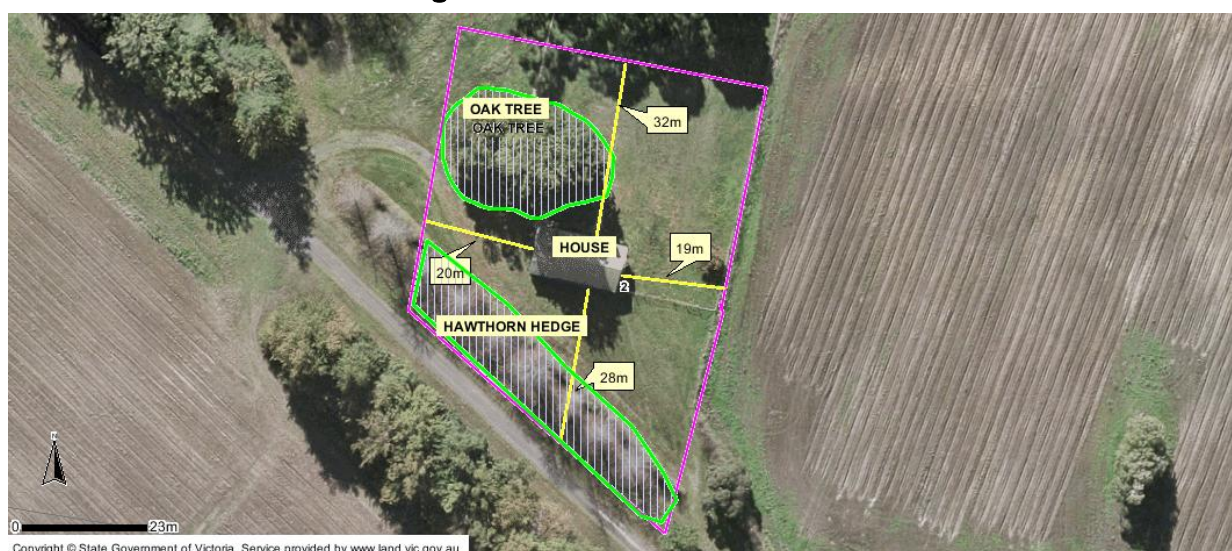 OAK TREE
OAK TREE
32m
HOUSE
19m
20m
2
HAWTHORN HEDGE
28m
N
0 23m
Copyright © State Government of Victoria. Service provided by www.land.vic.gov.au